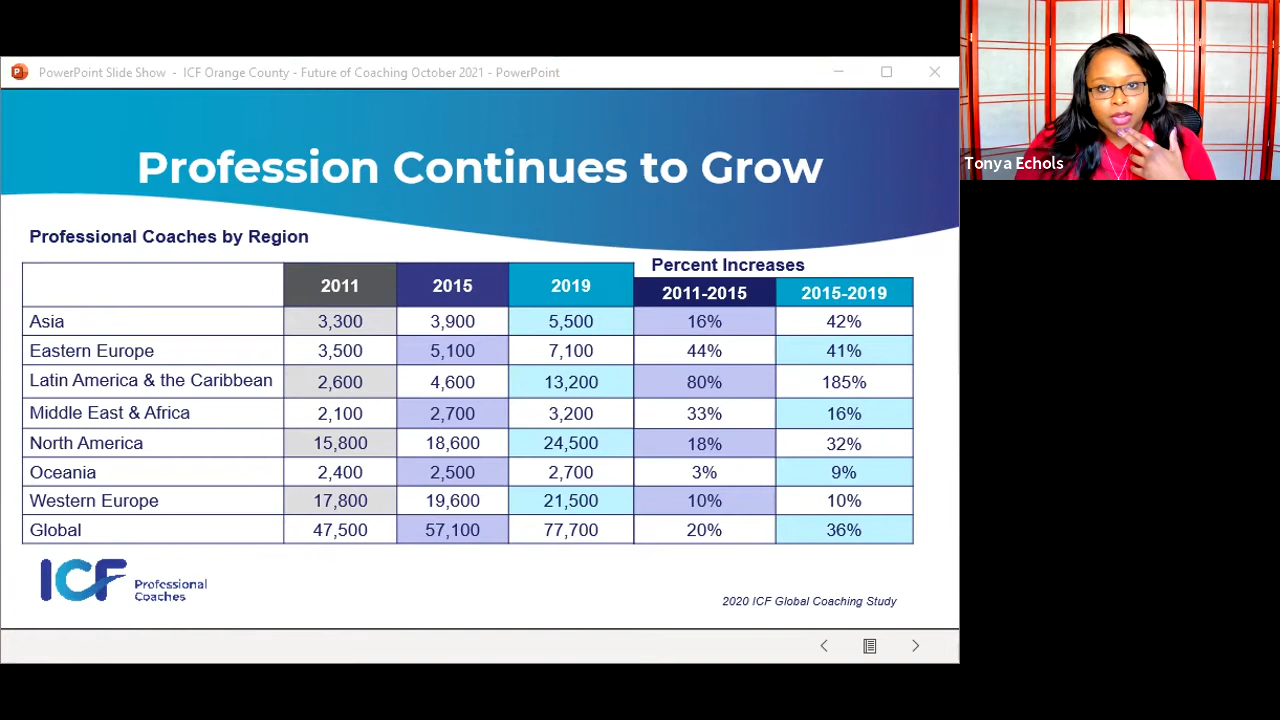 PowerPoint Slide Show - ICF Orange County - Future of Coaching October 2021 - PowerPoint
Tonya Echols
Profession Continues to Grow
Professional Coaches by Region
Percent Increases
2011 2015 2019 2011-2015 2015-2019
Asia 3,300 3,900 5,500 16% 42%
Eastern Europe 3,500 5,100 7,100 44% 41%
Latin America & the Caribbean 2,600 4,600 13,200 80% 185%
Middle East & Africa 2,100 2,700 3,200 33% 16%
North America 15,800 18,600 24,500 18% 32%
Oceania 2,400 2,500 2,700 3% 9%
Western Europe 17,800 19,600 21,500 10% 10%
Global 47,500 57,100 77,700 20% 36%
ICF Professional
Coaches
2020 ICF Global Coaching Study